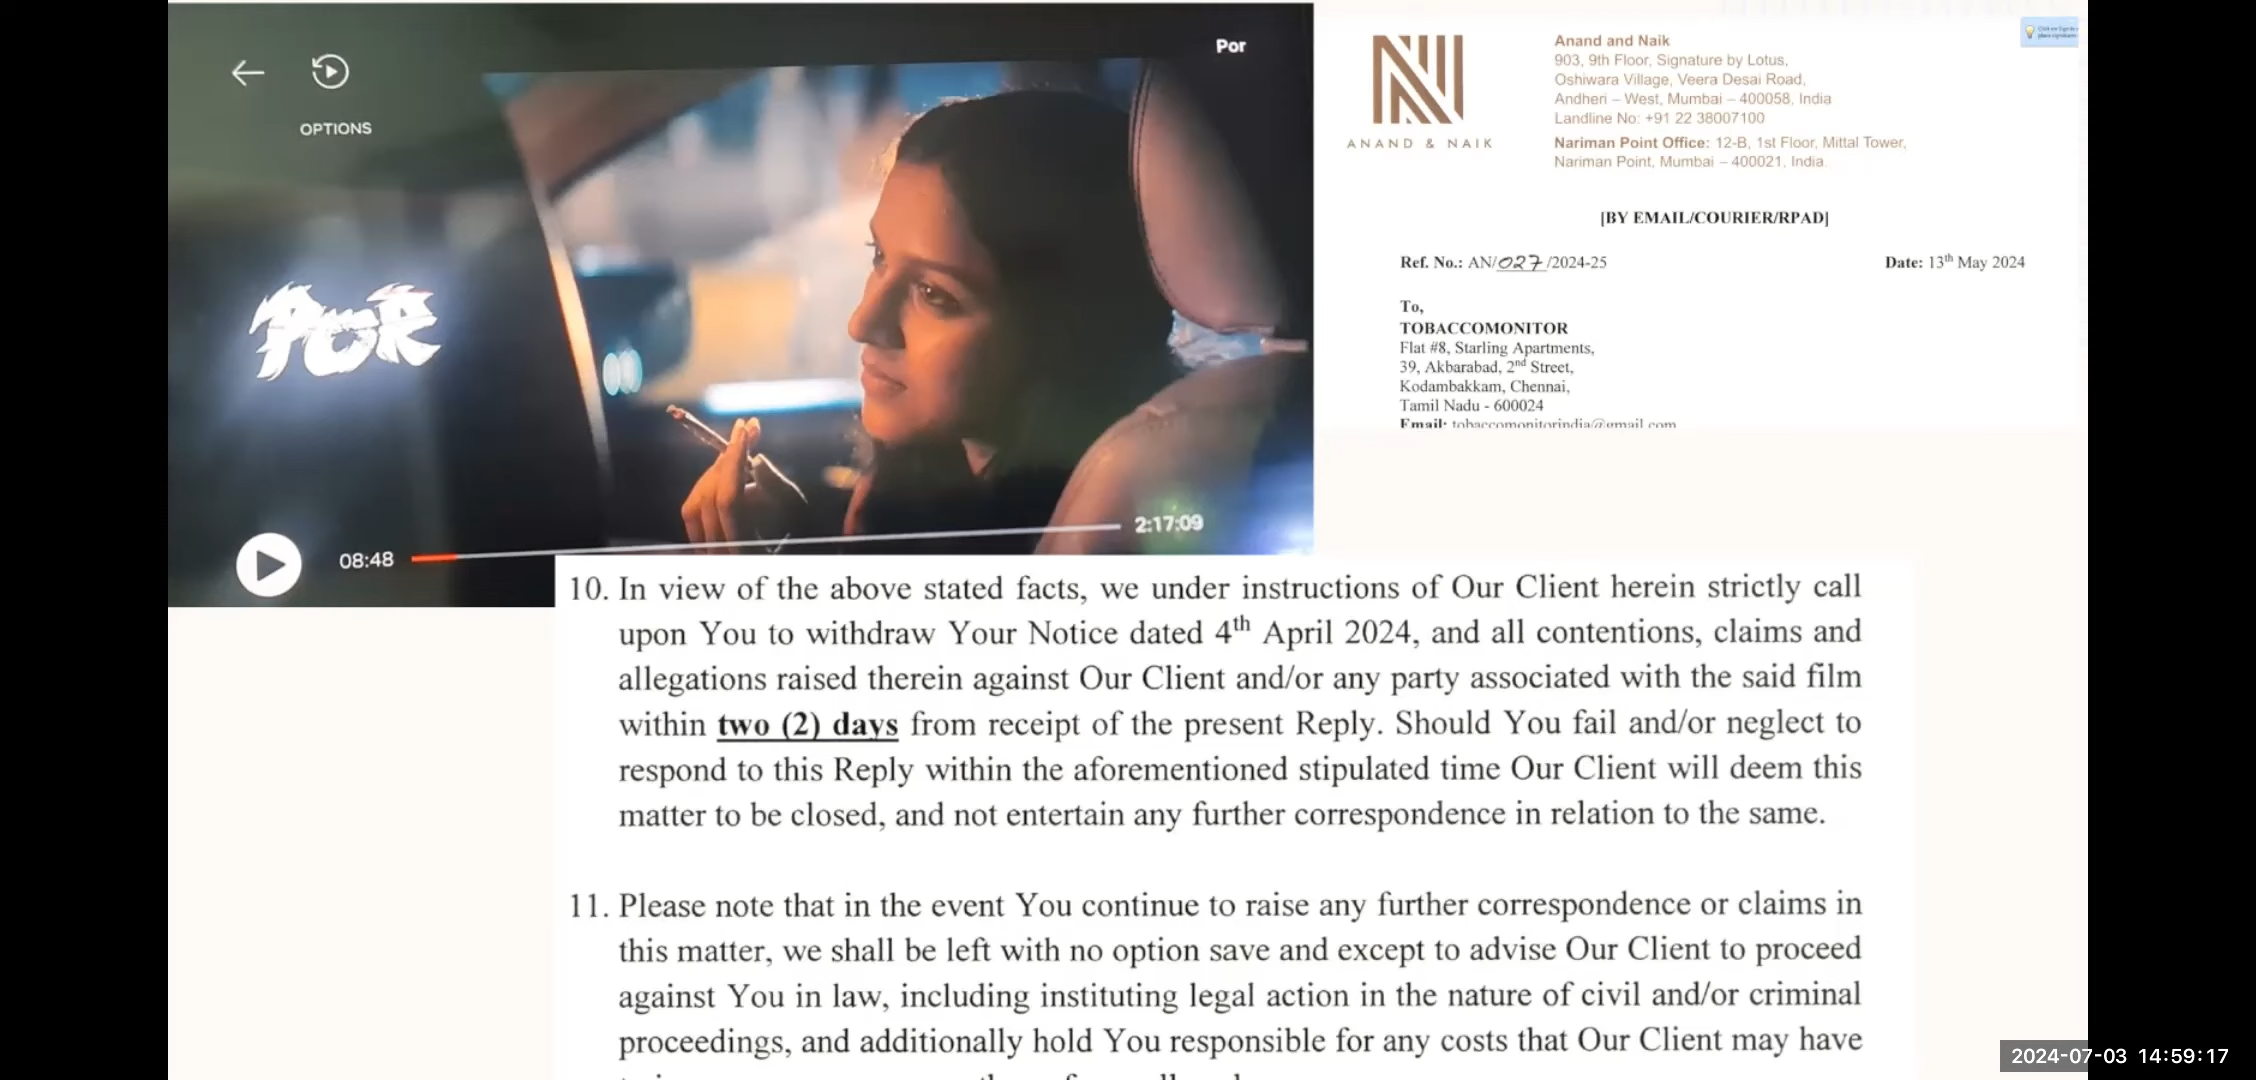 Por
OPTIONS
POR
08:48
2:17:09
ANAND & NAIK
Anand and Naik
903, 9th Floor, Signature by Lotus,
Oshiwara Village, Veera Desai Road,
Andheri – West, Mumbai – 400058, India
Landline No: +91 22 38007100
Nariman Point Office: 12-B, 1st Floor, Mittal Tower,
Nariman Point, Mumbai – 400021, India.
[BY EMAIL/COURIER/RPAD]
Ref. No.: AN/027/2024-25
Date: 13th May 2024
To,
TOBACCOMONITOR
Flat #8, Starling Apartments,
39, Akbarabad, 2nd Street,
Kodambakkam, Chennai,
Tamil Nadu - 600024
Email: tobaccomonitorindia@gmail.com
10. In view of the above stated facts, we under instructions of Our Client herein strictly call
upon You to withdraw Your Notice dated 4th April 2024, and all contentions, claims and
allegations raised therein against Our Client and/or any party associated with the said film
within two (2) days from receipt of the present Reply. Should You fail and/or neglect to
respond to this Reply within the aforementioned stipulated time Our Client will deem this
matter to be closed, and not entertain any further correspondence in relation to the same.
11. Please note that in the event You continue to raise any further correspondence or claims in
this matter, we shall be left with no option save and except to advise Our Client to proceed
against You in law, including instituting legal action in the nature of civil and/or criminal
proceedings, and additionally hold You responsible for any costs that Our Client may have
2024-07-03 14:59:17